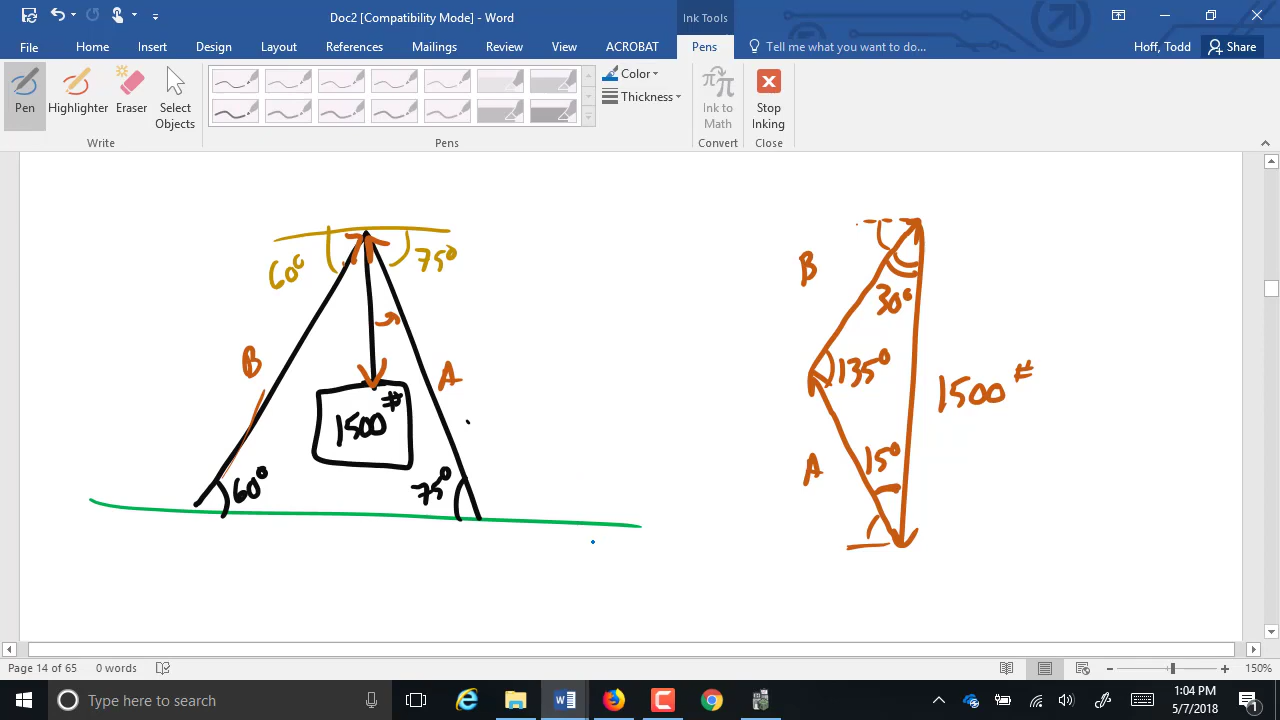 Doc2 [Compatibility Mode] - Word
Ink Tools
File Home Insert Design Layout References Mailings Review View ACROBAT Pens Tell me what you want to do... Hoff, Todd Share
Pen Highlighter Eraser Select Objects
Color
Thickness
Ink to Math
Stop Inking
Write Pens Convert Close
60° 75°
B A
1500#
60° 75°
B
30°
135°
1500#
A 15°
Page 14 of 65 0 words 150%
Type here to search
1:04 PM
5/7/2018
1